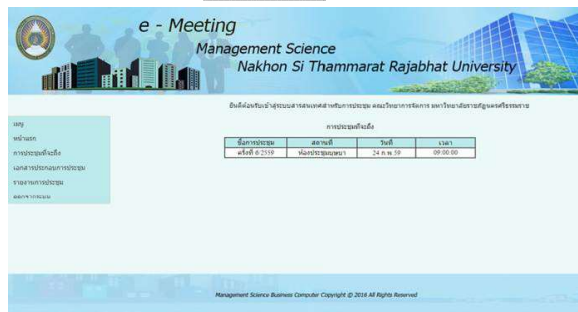 e - Meeting
Management Science
Nakhon Si Thammarat Rajabhat University
ยินดีต้อนรับเข้าสู่ระบบสารสนเทศสำหรับการประชุม คณะวิทยาการจัดการ มหาวิทยาลัยราชภัฏนครศรีธรรมราช
เมนู
หน้าแรก
การประชุมที่จะถึง
เอกสารประกอบการประชุม
รายงานการประชุม
ออกจากระบบ
การประชุมที่จะถึง
ชื่อการประชุม สถานที่ วันที่ เวลา
ครั้งที่ 6/2559 ห้องประชุมบุษบา 24 ก.พ. 59 09:00:00
Management Science Business Computer Copyright @ 2016 All Rights Reserved